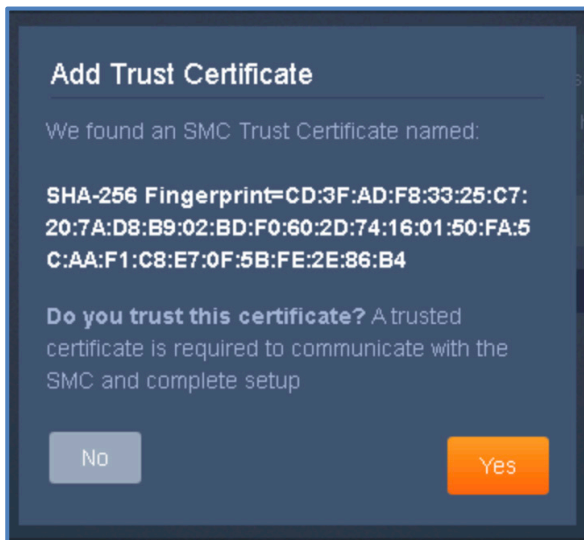 Add Trust Certificate
We found an SMC Trust Certificate named:
SHA-256 Fingerprint=CD:3F:AD:F8:33:25:C7:
20:7A:D8:B9:02:BD:F0:60:2D:74:16:01:50:FA:5
C:AA:F1:C8:E7:0F:5B:FE:2E:86:B4
Do you trust this certificate? A trusted
certificate is required to communicate with the
SMC and complete setup
No
Yes